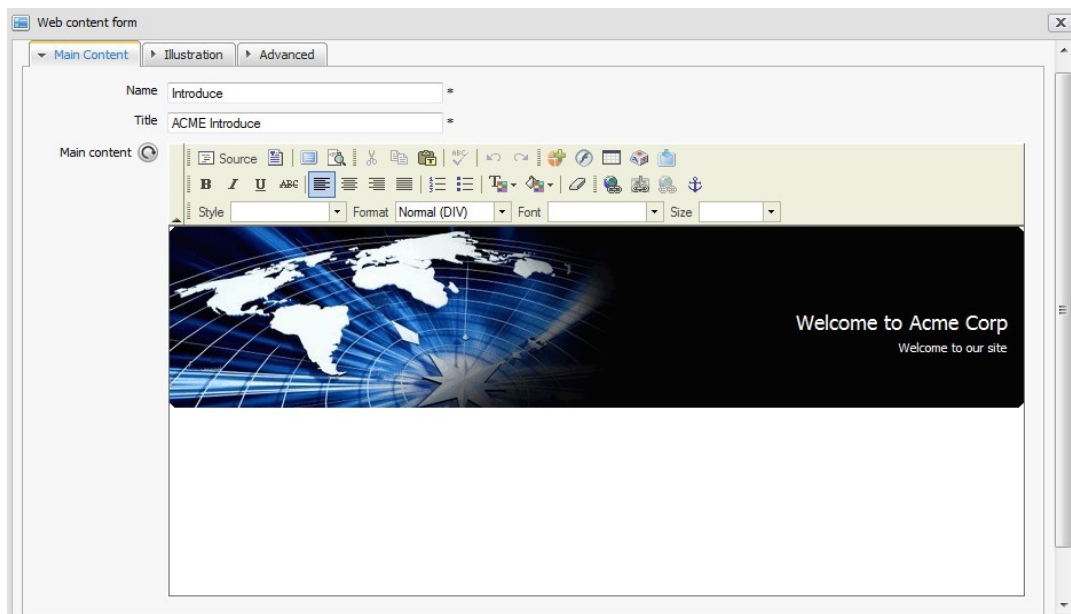 Web content form
Main Content Illustration Advanced
Name Introduce *
Title ACME Introduce *
Main content Source
B I U ABC
Style Format Normal (DIV) Font Size
Welcome to Acme Corp
Welcome to our site